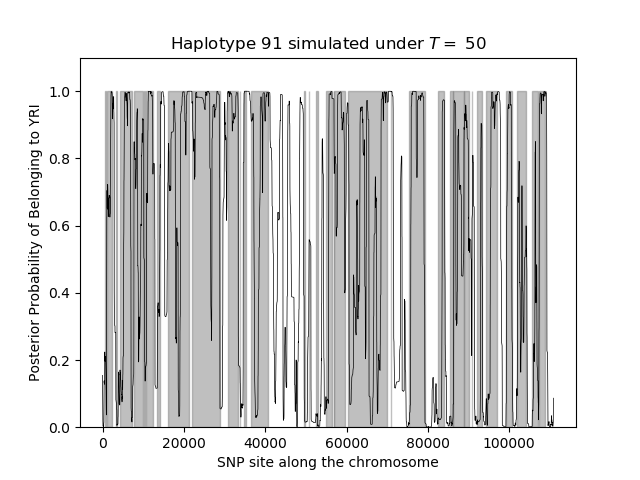 Haplotype 91 simulated under T = 50
Posterior Probability of Belonging to YRI
1.0
0.8
0.6
0.4
0.2
0.0
0 20000 40000 60000 80000 100000
SNP site along the chromosome